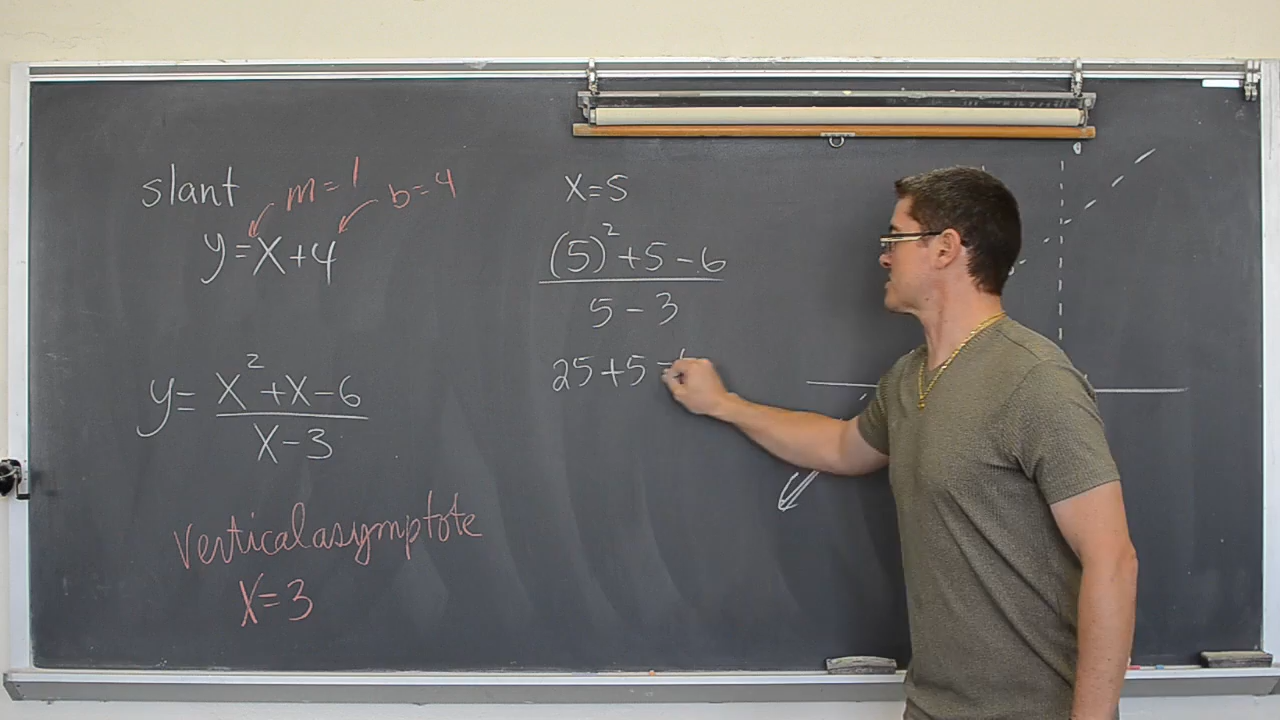 slant m=1 b=4
y=x+4
y= x²+x-6
x-3
vertical asymptote
x=3
x=5
(5)²+5-6
5-3
25+5-